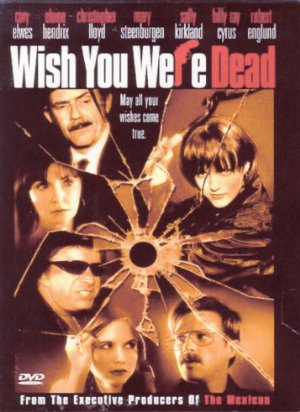 cary elaine christopher mary sally billy ray robert
elwes hendrix lloyd steenburgen kirkland cyrus englund
Wish You Were Dead
May all your
wishes come
true.
DVD
From The Executive Producers Of The Mexican